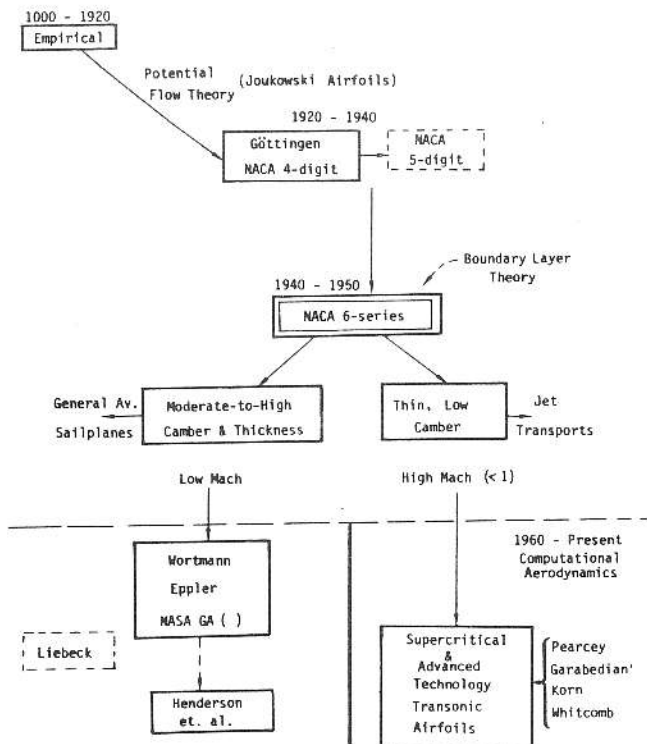 1000 - 1920
Empirical
Potential
Flow Theory
(Joukowski Airfoils)
1920 - 1940
Göttingen
NACA 4-digit
NACA
5-digit
Boundary Layer
Theory
1940 - 1950
NACA 6-series
General Av.
Sailplanes
Moderate-to-High
Camber & Thickness
Thin, Low
Camber
Jet
Transports
Low Mach
High Mach (< 1)
1960 - Present
Computational
Aerodynamics
Wortmann
Eppler
MASA GA ( )
Liebeck
Henderson
et. al.
Supercritical
&
Advanced
Technology
Transonic
Airfoils
Pearcey
Garabedian'
Korn
Whitcomb